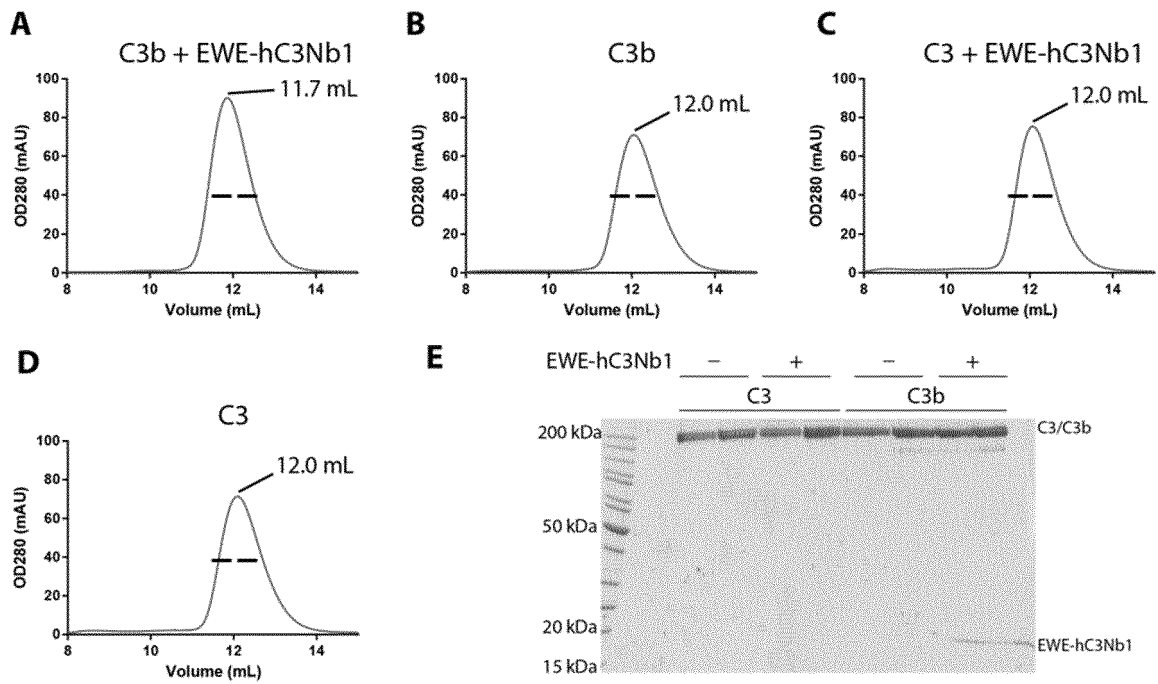 A
C3b + EWE-hC3Nb1
11.7 mL
100
80
60
40
20
0
OD280 (mAU)
8 10 12 14
Volume (mL)
B
C3b
12.0 mL
100
80
60
40
20
0
OD280 (mAU)
8 10 12 14
Volume (mL)
C
C3 + EWE-hC3Nb1
12.0 mL
100
80
60
40
20
0
OD280 (mAU)
8 10 12 14
Volume (mL)
D
C3
12.0 mL
100
80
60
40
20
0
OD280 (mAU)
8 10 12 14
Volume (mL)
E
EWE-hC3Nb1 − + − +
C3 C3b
200 kDa
C3/C3b
50 kDa
20 kDa
EWE-hC3Nb1
15 kDa